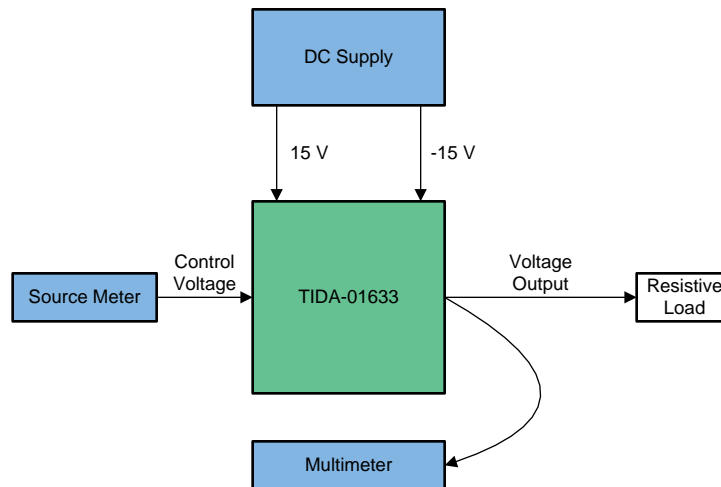 DC Supply
15 V
-15 V
Control
Voltage
Voltage
Output
Source Meter
TIDA-01633
Resistive
Load
Multimeter